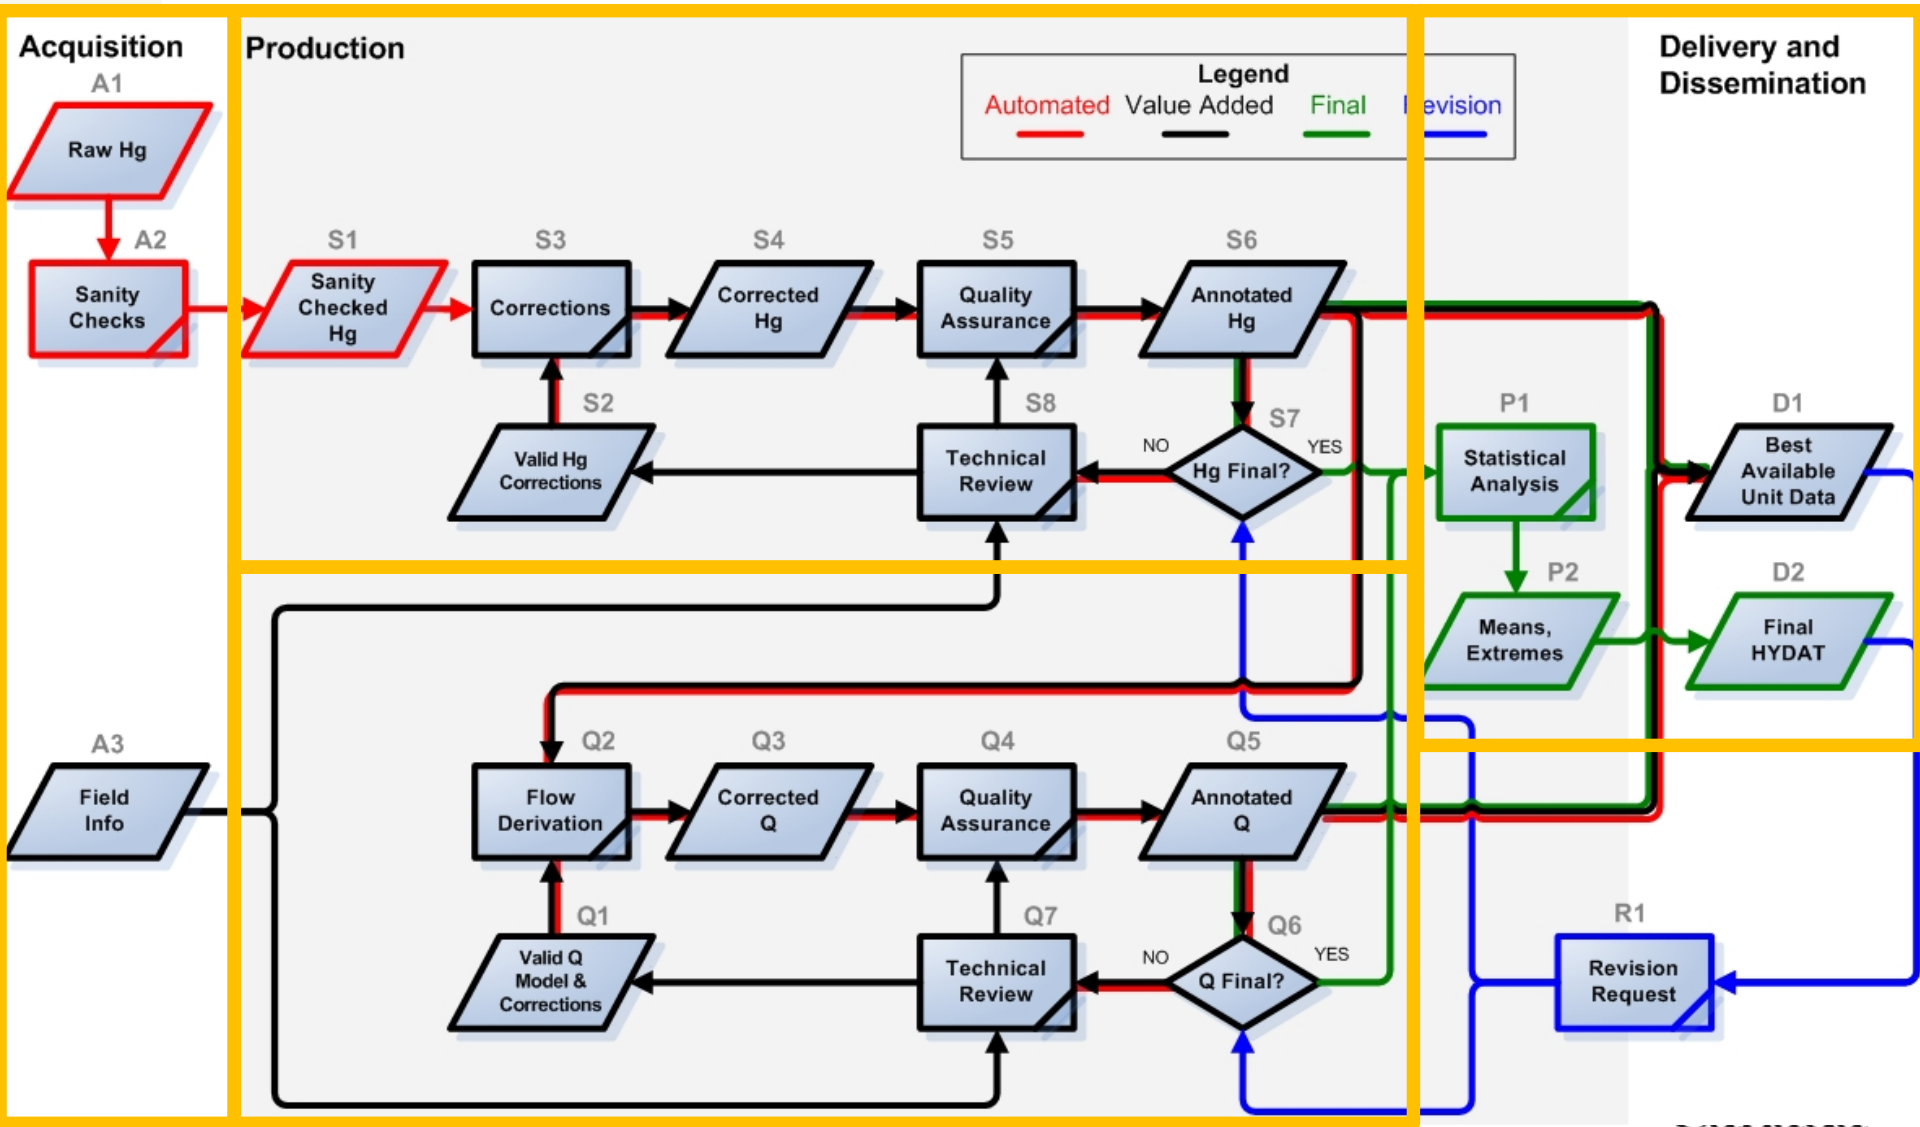 Acquisition
Production
Delivery and
Dissemination
Legend
Automated Value Added Final Revision
A1
Raw Hg
A2
Sanity
Checks
S1
Sanity
Checked
Hg
S3
Corrections
S4
Corrected
Hg
S5
Quality
Assurance
S6
Annotated
Hg
S2
Valid Hg
Corrections
S8
Technical
Review
NO
S7
Hg Final?
YES
P1
Statistical
Analysis
D1
Best
Available
Unit Data
P2
Means,
Extremes
D2
Final
HYDAT
A3
Field
Info
Q2
Flow
Derivation
Q3
Corrected
Q
Q4
Quality
Assurance
Q5
Annotated
Q
Q1
Valid Q
Model &
Corrections
Q7
Technical
Review
NO
Q6
Q Final?
YES
R1
Revision
Request